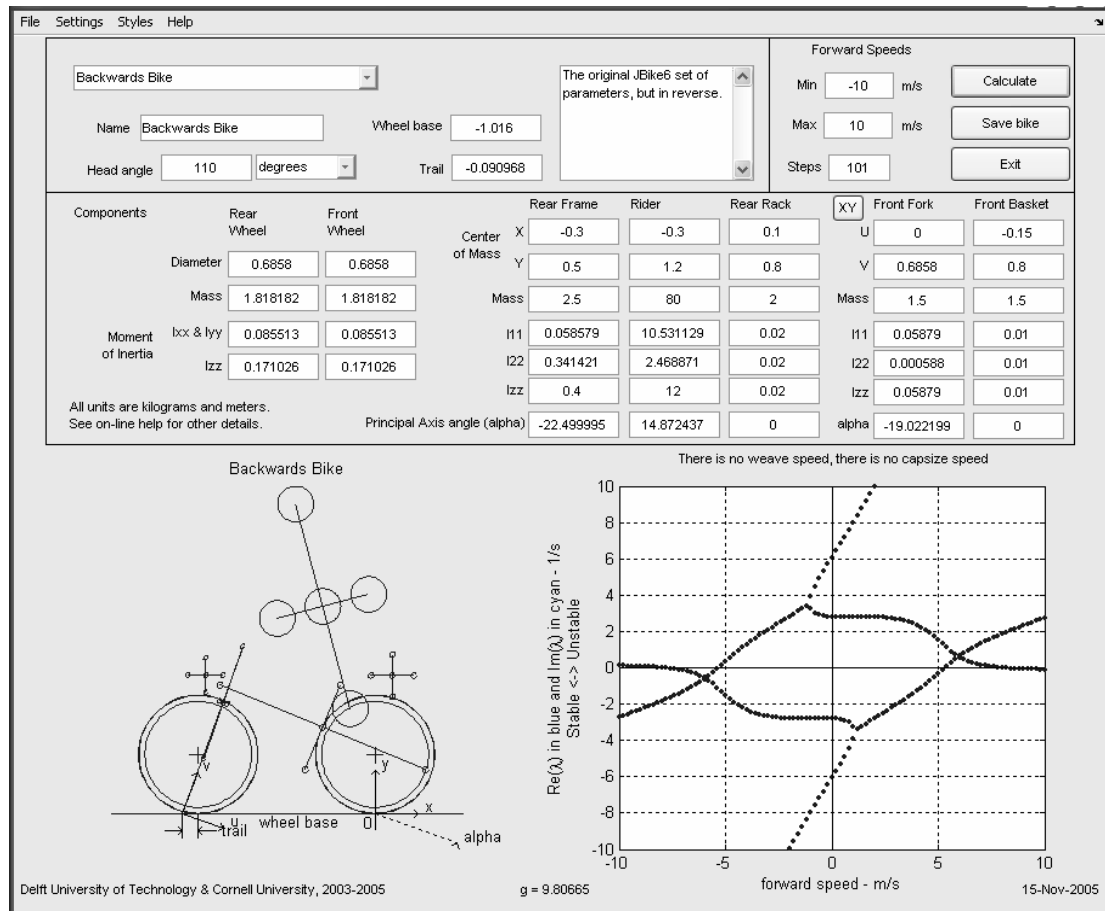 File Settings Styles Help
Forward Speeds
Backwards Bike
The original JBike6 set of
parameters, but in reverse.
Min -10 m/s
Calculate
Name Backwards Bike
Wheel base -1.016
Max 10 m/s
Save bike
Head angle 110 degrees
Trail -0.090968
Steps 101
Exit
Components
Rear Wheel
Front Wheel
Center of Mass
Rear Frame Rider Rear Rack XY Front Fork Front Basket
X -0.3 -0.3 0.1 U 0 -0.15
Diameter 0.6858 0.6858
Y 0.5 1.2 0.8 V 0.6858 0.8
Mass 1.818182 1.818182
Mass 2.5 80 2 Mass 1.5 1.5
Moment of Inertia
Ixx & Iyy 0.085513 0.085513
I11 0.058579 10.531129 0.02 I11 0.05879 0.01
Izz 0.171026 0.171026
I22 0.341421 2.468871 0.02 I22 0.000588 0.01
Izz 0.4 12 0.02 Izz 0.05879 0.01
All units are kilograms and meters.
See on-line help for other details.
Principal Axis angle (alpha) -22.499995 14.872437 0 alpha -19.022199 0
Backwards Bike
v
y
x
u
wheel base
0
trail
alpha
There is no weave speed, there is no capsize speed
Re(λ) in blue and Im(λ) in cyan - 1/s
Stable <-> Unstable
10
8
6
4
2
0
-2
-4
-6
-8
-10
-10 -5 0 5 10
forward speed - m/s
Delft University of Technology & Cornell University, 2003-2005
g = 9.80665
15-Nov-2005